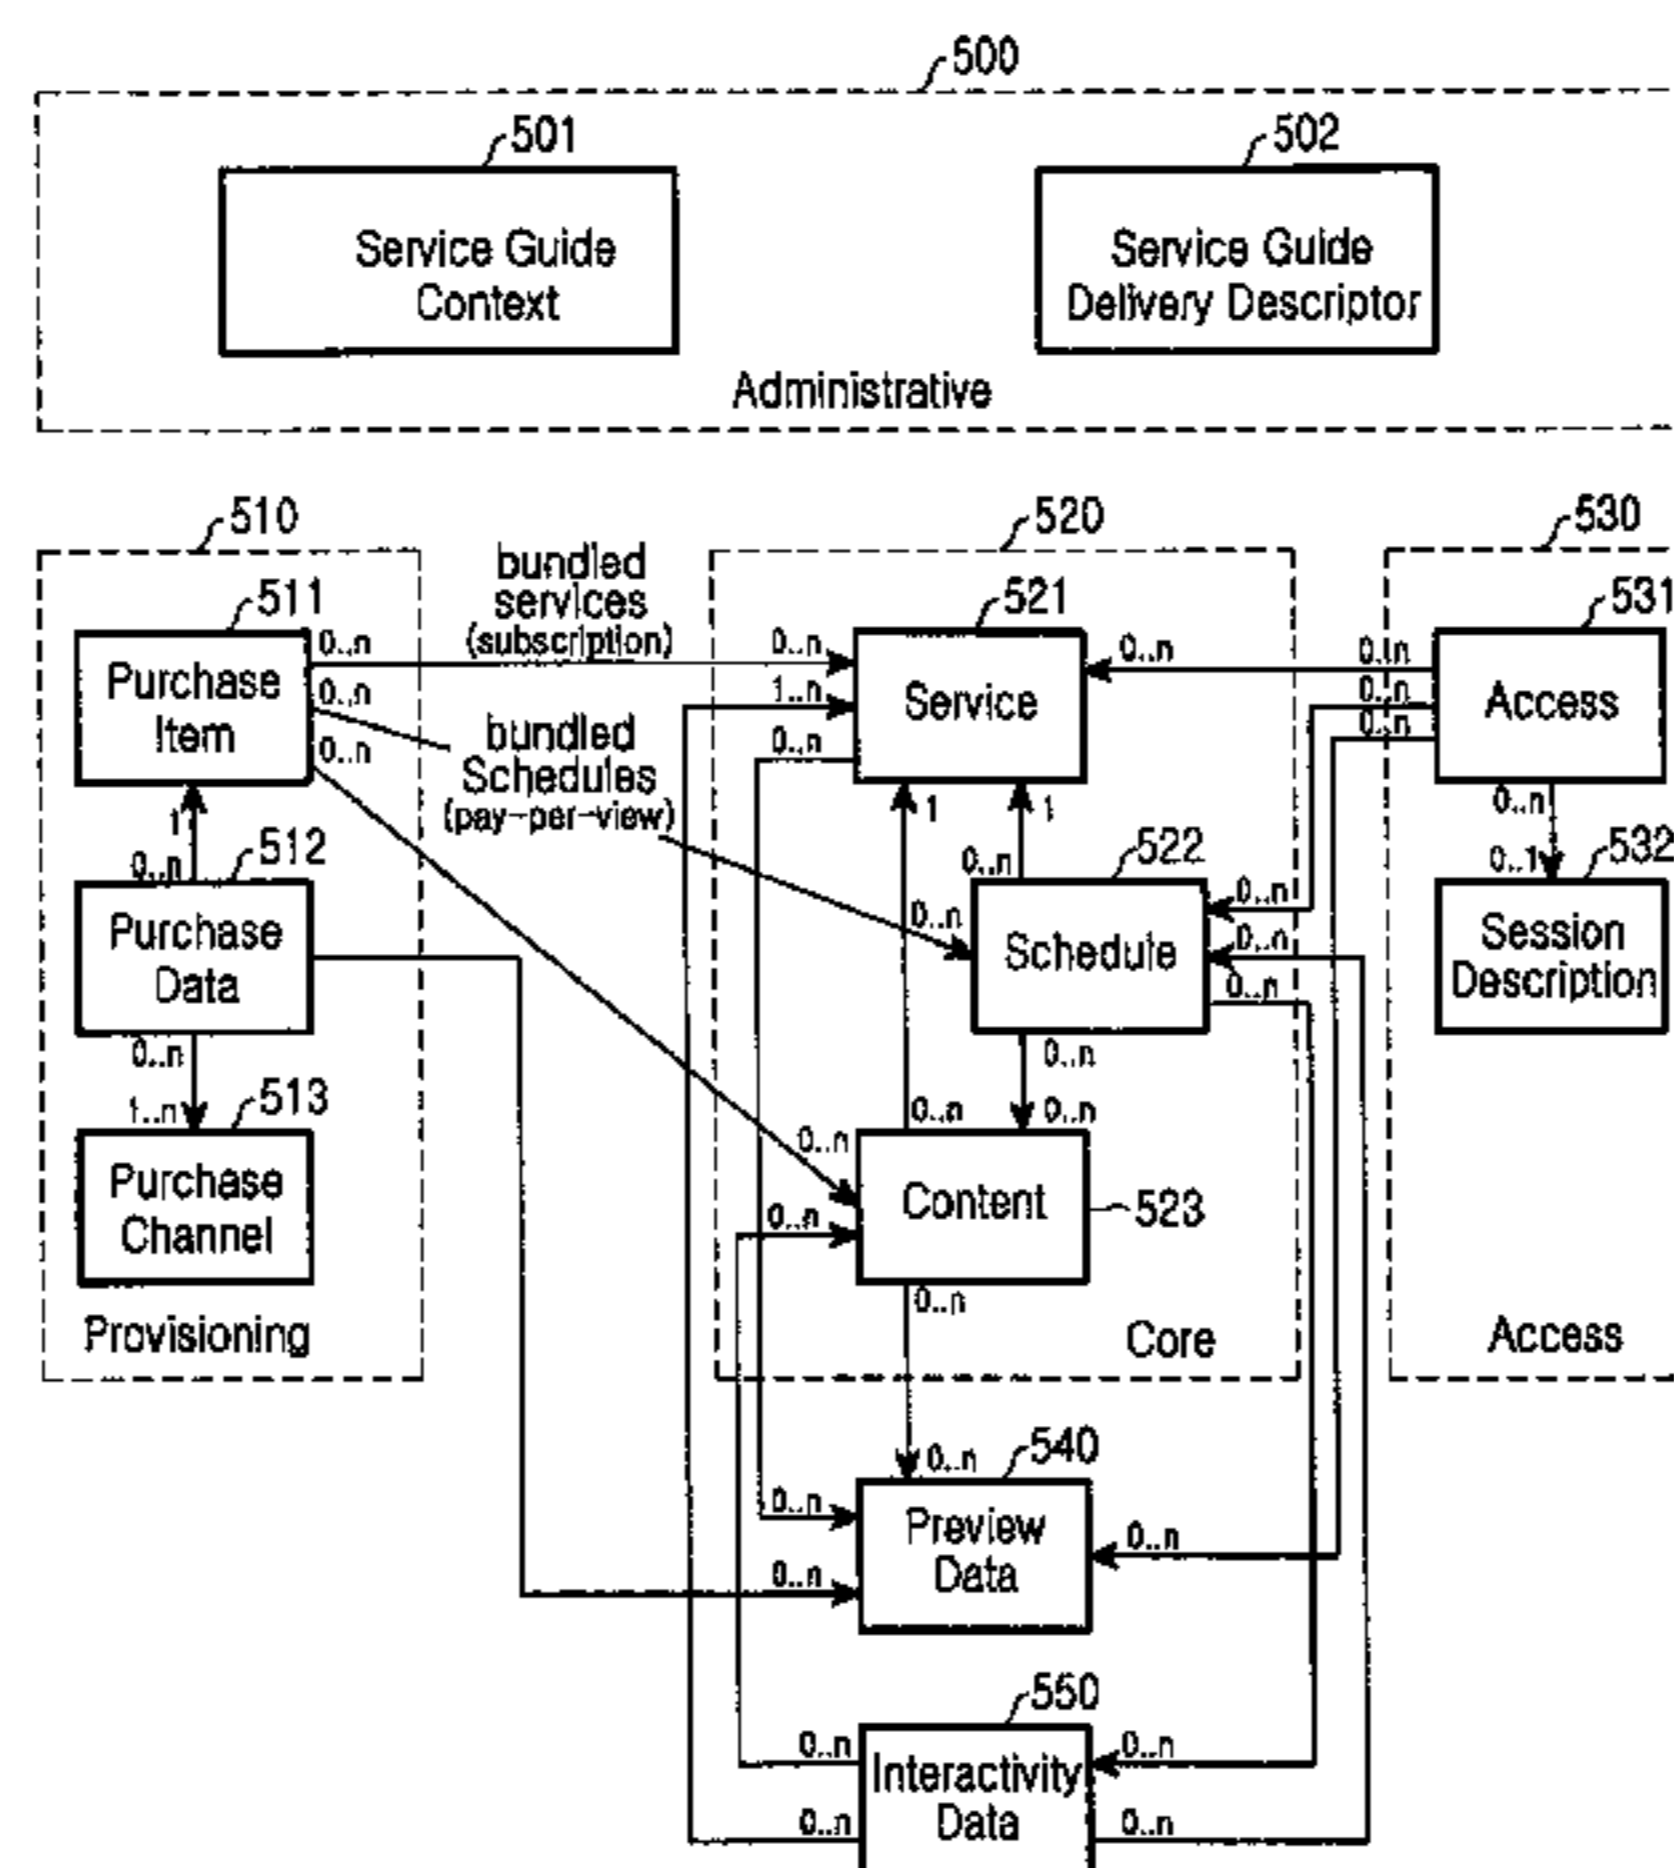 500
501
502
Service Guide
Context
Service Guide
Delivery Descriptor
Administrative
510
520
530
bundled
services
(subscription)
511
521
531
0..n
0..n
0..n
0..n
Purchase
Item
Service
Access
0..n
1..n
0..n
0..n
0..n
0..n
bundled
Schedules
(pay-per-view)
1
1
1
0..n
512
522
532
0..n
0..n
0..1
0..n
Purchase
Data
0..n
Schedule
0..n
Session
Description
0..n
0..n
0..n
1..n
513
0..n
0..n
0..n
Purchase
Channel
Content
523
0..n
0..n
Provisioning
Core
Access
0..n
540
0..n
Preview
Data
0..n
0..n
550
0..n
0..n
Interactivity
Data
0..n
0..n